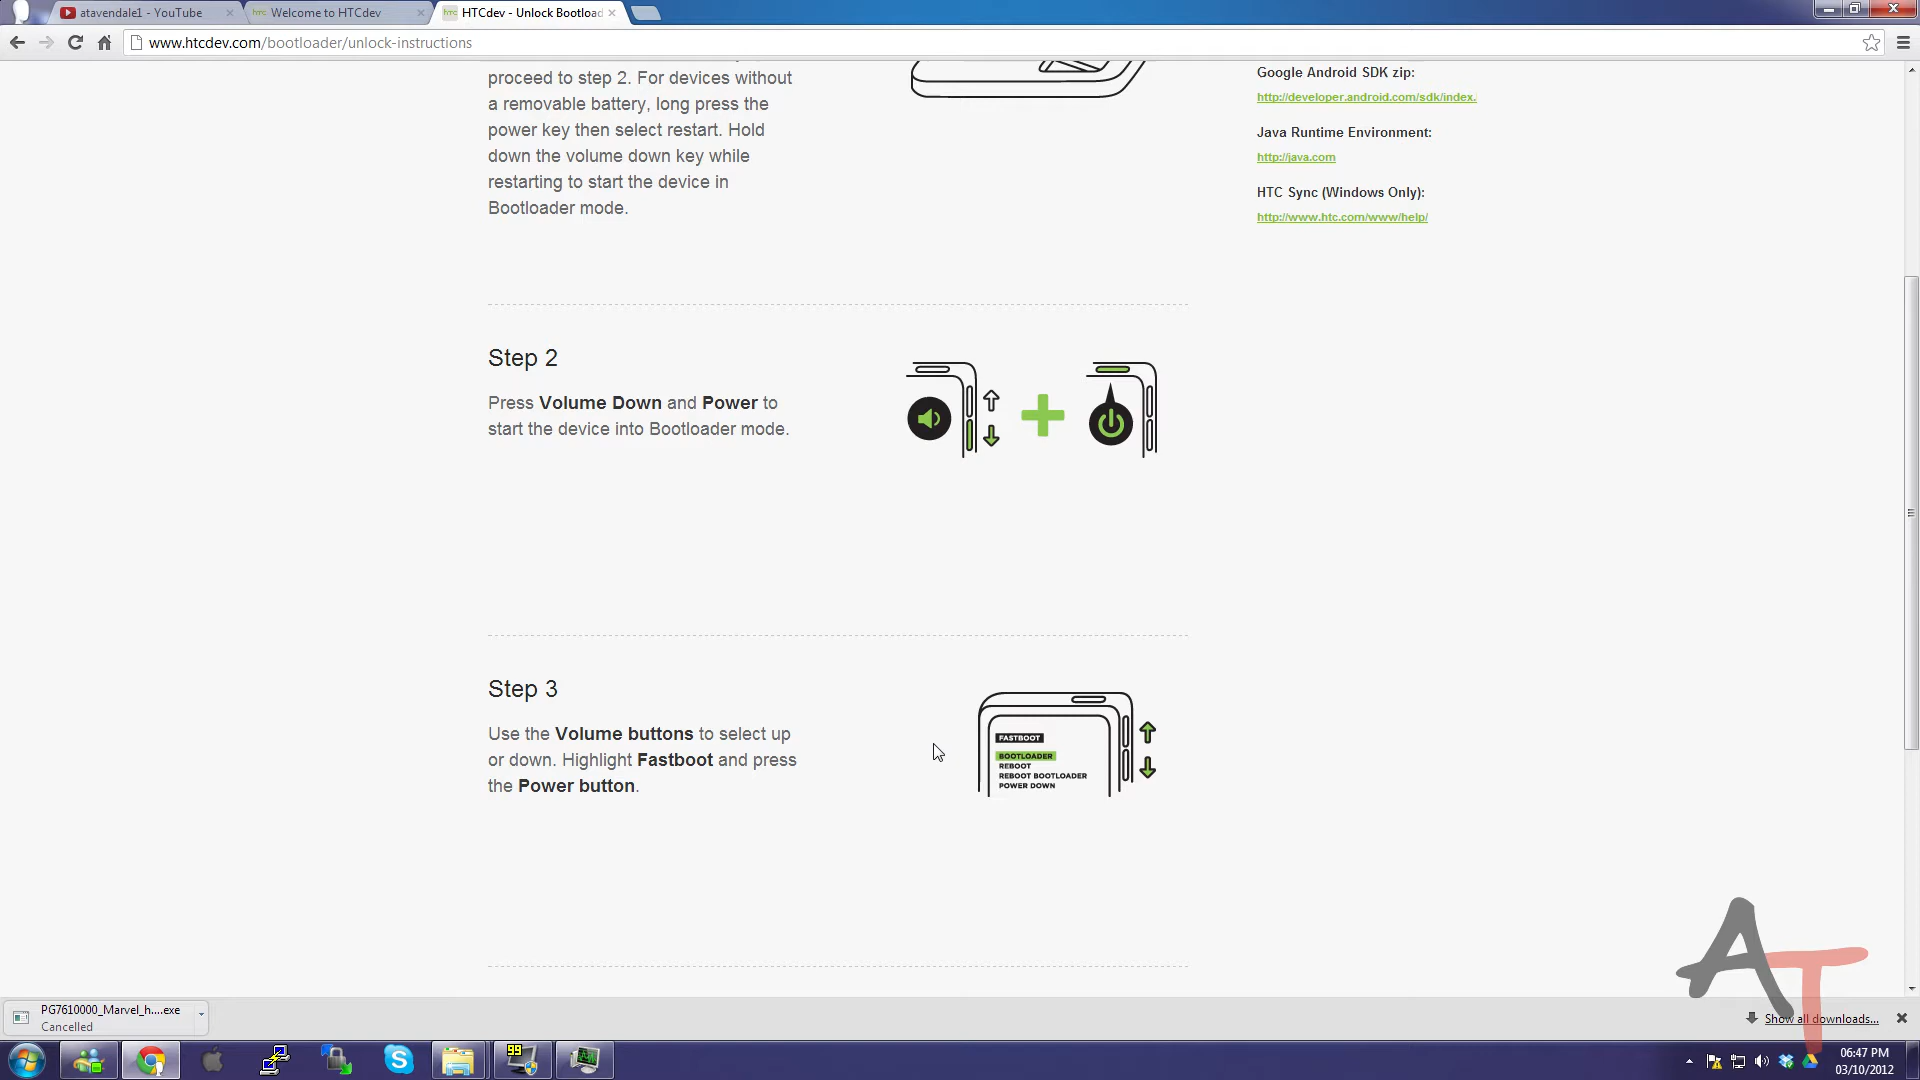 atavendale1 - YouTube
Welcome to HTCdev
HTCdev - Unlock Bootload
www.htcdev.com/bootloader/unlock-instructions
proceed to step 2. For devices without
a removable battery, long press the
power key then select restart. Hold
down the volume down key while
restarting to start the device in
Bootloader mode.
Google Android SDK zip:
http://developer.android.com/sdk/index.
Java Runtime Environment:
http://java.com
HTC Sync (Windows Only):
http://www.htc.com/www/help/
Step 2
Press Volume Down and Power to
start the device into Bootloader mode.
Step 3
Use the Volume buttons to select up
or down. Highlight Fastboot and press
the Power button.
FASTBOOT
BOOTLOADER
REBOOT
REBOOT BOOTLOADER
POWER DOWN
AT
PG7610000_Marvel_h....exe
Cancelled
Show all downloads...
99
06:47 PM
03/10/2012